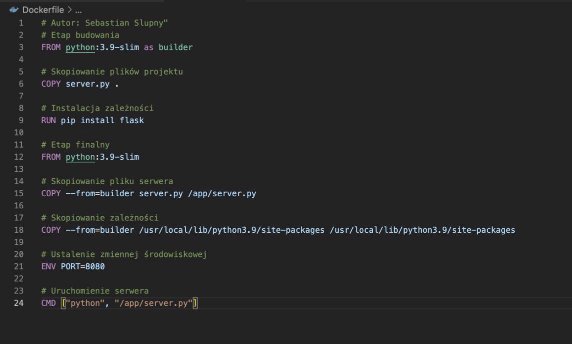 Dockerfile > ...
1 # Autor: Sebastian Slupny"
2 # Etap budowania
3 FROM python:3.9-slim as builder
4
5 # Skopiowanie plików projektu
6 COPY server.py .
7
8 # Instalacja zależności
9 RUN pip install flask
10
11 # Etap finalny
12 FROM python:3.9-slim
13
14 # Skopiowanie pliku serwera
15 COPY --from=builder server.py /app/server.py
16
17 # Skopiowanie zależności
18 COPY --from=builder /usr/local/lib/python3.9/site-packages /usr/local/lib/python3.9/site-packages
19
20 # Ustalenie zmiennej środowiskowej
21 ENV PORT=8080
22
23 # Uruchomienie serwera
24 CMD ["python", "/app/server.py"]